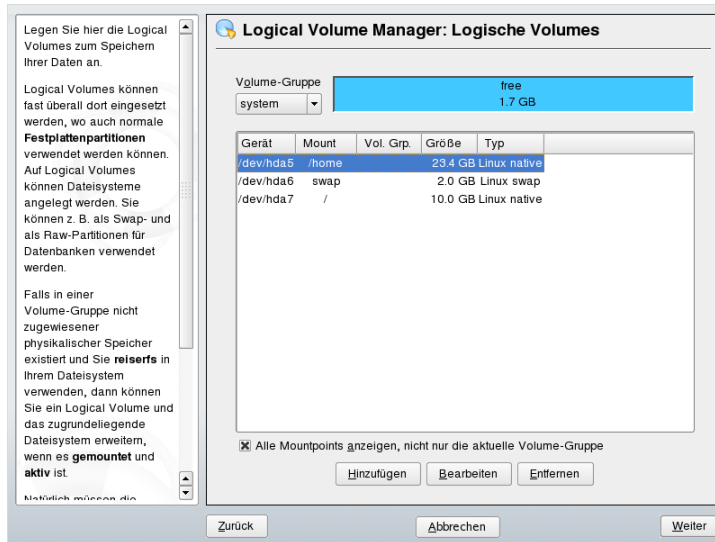 Legen Sie hier die Logical
Volumes zum Speichern
Ihrer Daten an.
Logical Volumes können
fast überall dort eingesetzt
werden, wo auch normale
Festplattenpartitionen
verwendet werden können.
Auf Logical Volumes
können Dateisysteme
angelegt werden. Sie
können z. B. als Swap- und
als Raw-Partitionen für
Datenbanken verwendet
werden.
Falls in einer
Volume-Gruppe nicht
zugewiesener
physikalischer Speicher
existiert und Sie reiserfs in
Ihrem Dateisystem
verwenden, dann können
Sie ein Logical Volume und
das zugrundeliegende
Dateisystem erweitern,
wenn es gemountet und
aktiv ist.
Natürlich müssen die
Logical Volume Manager: Logische Volumes
Volume-Gruppe
system
free
1.7 GB
Gerät Mount Vol. Grp. Größe Typ
/dev/hda5 /home 23.4 GB Linux native
/dev/hda6 swap 2.0 GB Linux swap
/dev/hda7 / 10.0 GB Linux native
Alle Mountpoints anzeigen, nicht nur die aktuelle Volume-Gruppe
Hinzufügen Bearbeiten Entfernen
Zurück Abbrechen Weiter